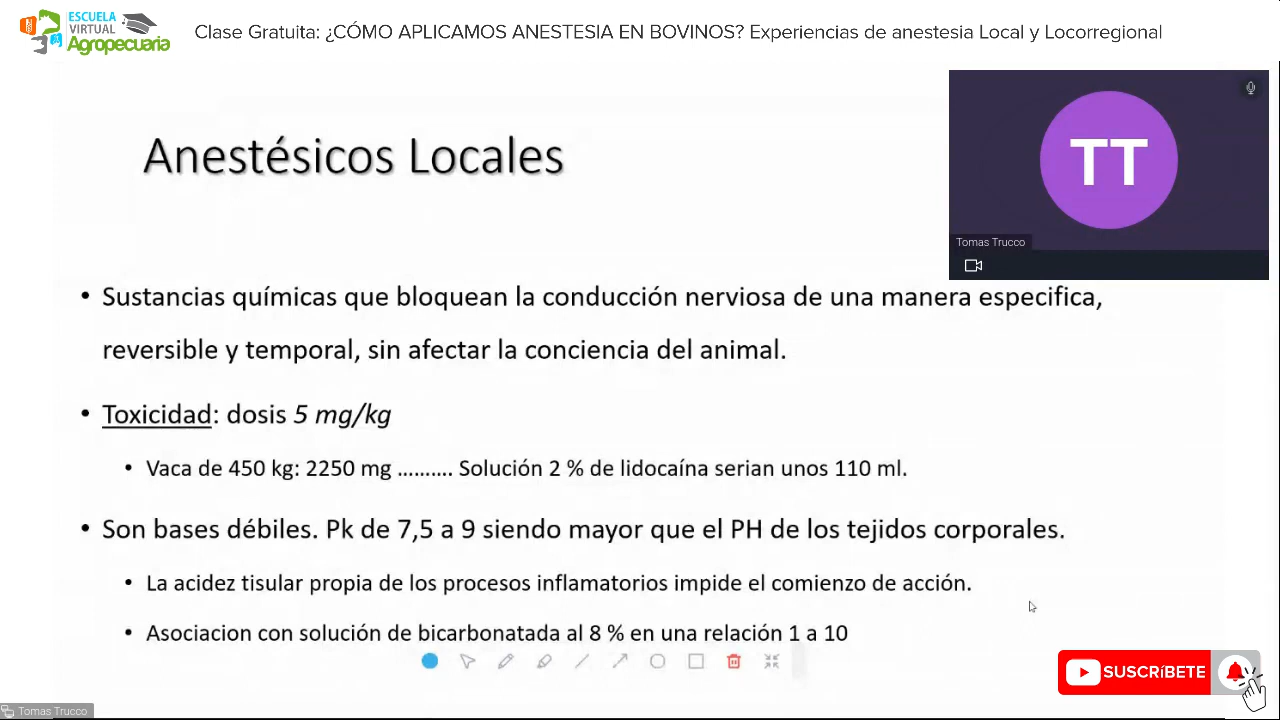 ESCUELA
VIRTUAL
Agropecuaria
Clase Gratuita: ¿CÓMO APLICAMOS ANESTESIA EN BOVINOS? Experiencias de anestesia Local y Locorregional
Anestésicos Locales
TT
Tomas Trucco
• Sustancias químicas que bloquean la conducción nerviosa de una manera especifica,
reversible y temporal, sin afectar la conciencia del animal.
• Toxicidad: dosis 5 mg/kg
• Vaca de 450 kg: 2250 mg .......... Solución 2 % de lidocaína serian unos 110 ml.
• Son bases débiles. Pk de 7,5 a 9 siendo mayor que el PH de los tejidos corporales.
• La acidez tisular propia de los procesos inflamatorios impide el comienzo de acción.
• Asociacion con solución de bicarbonatada al 8 % en una relación 1 a 10
SUSCRíBETE
Tomas Trucco